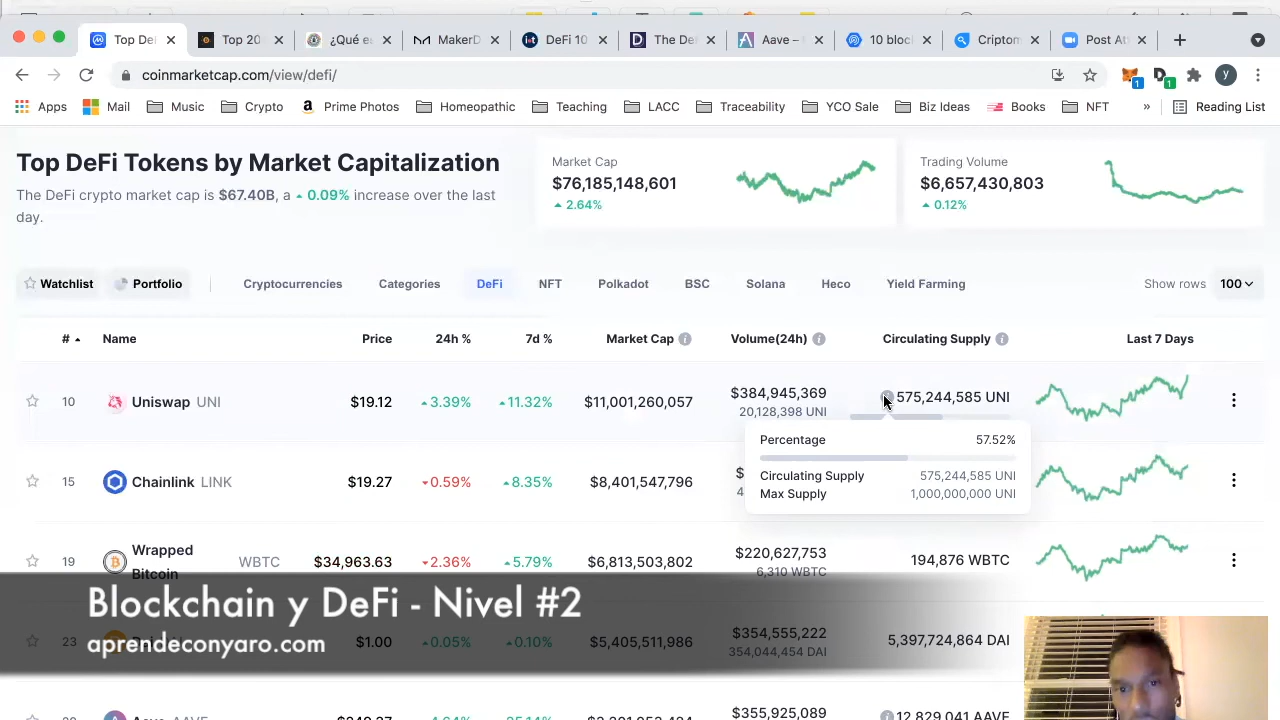 Top De
Top 20
¿Qué e
MakerD
DeFi 10
The De
Aave –
10 bloc
Criptom
Post At
coinmarketcap.com/view/defi/
1
1
y
Apps
Mail
Music
Crypto
Prime Photos
Homeopathic
Teaching
LACC
Traceability
YCO Sale
Biz Ideas
Books
NFT
»
Reading List
Top DeFi Tokens by Market Capitalization
The DeFi crypto market cap is $67.40B, a 0.09% increase over the last
day.
Market Cap
$76,185,148,601
2.64%
Trading Volume
$6,657,430,803
0.12%
Watchlist
Portfolio
Cryptocurrencies
Categories
DeFi
NFT
Polkadot
BSC
Solana
Heco
Yield Farming
Show rows
100
# Name Price 24h % 7d % Market Cap Volume(24h) Circulating Supply Last 7 Days
10 Uniswap UNI $19.12 3.39% 11.32% $11,001,260,057 $384,945,369 575,244,585 UNI
20,128,398 UNI
Percentage 57.52%
Circulating Supply 575,244,585 UNI
Max Supply 1,000,000,000 UNI
15 Chainlink LINK $19.27 0.59% 8.35% $8,401,547,796 $
4
19 Wrapped Bitcoin WBTC $34,963.63 2.36% 5.79% $6,813,503,802 $220,627,753 194,876 WBTC
6,310 WBTC
Blockchain y DeFi - Nivel #2
aprendeconyaro.com
23 $1.00 0.05% 0.10% $5,405,511,986 $354,555,222 5,397,724,864 DAI
354,044,454 DAI
$355,925,089
12,829,041 AAVE